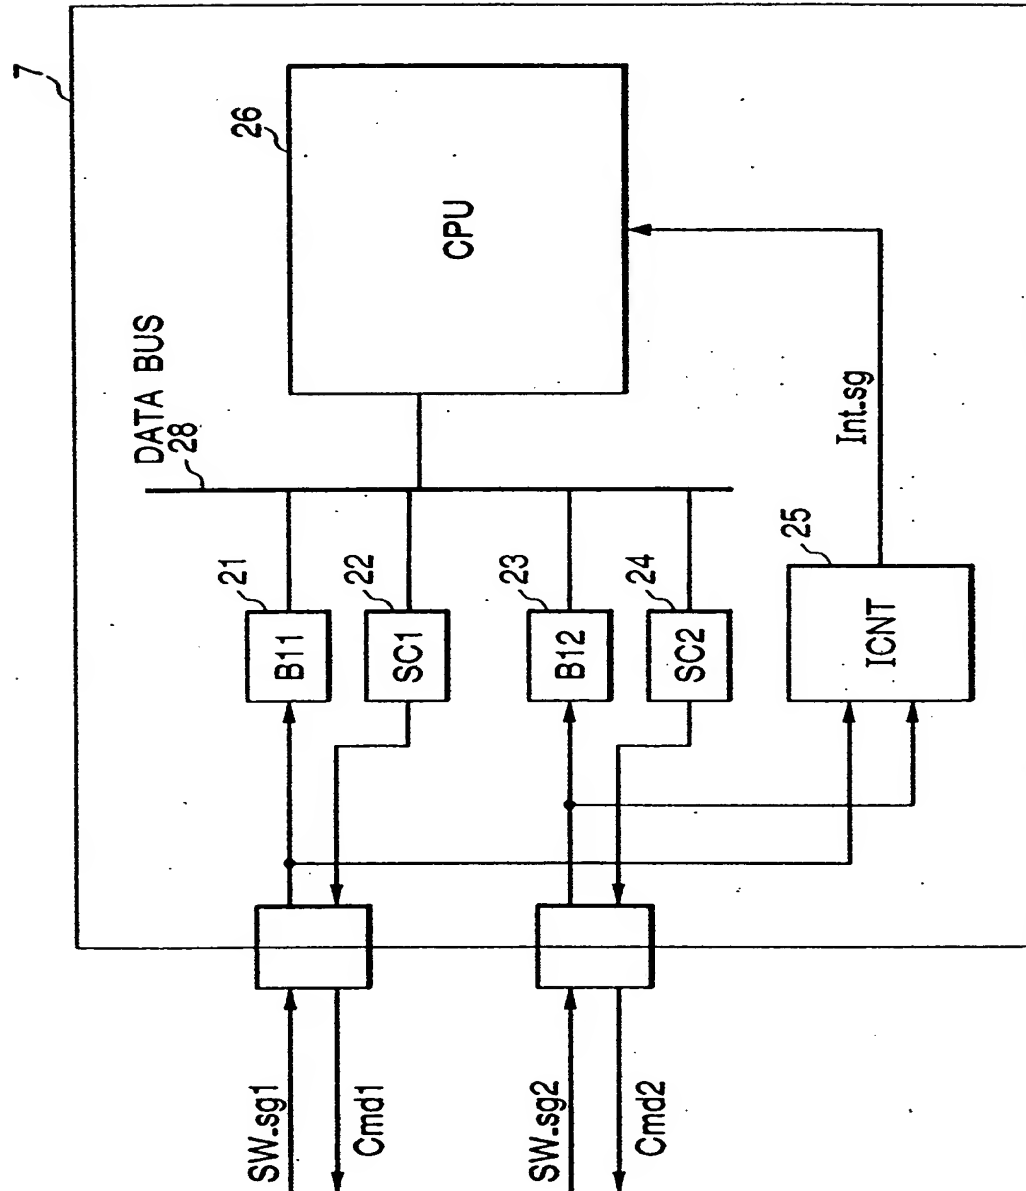 7
26
CPU
DATA BUS
28
21
B11
22
SC1
23
B12
24
SC2
25
ICNT
Int.sg
SW.sg1
Cmd1
SW.sg2
Cmd2